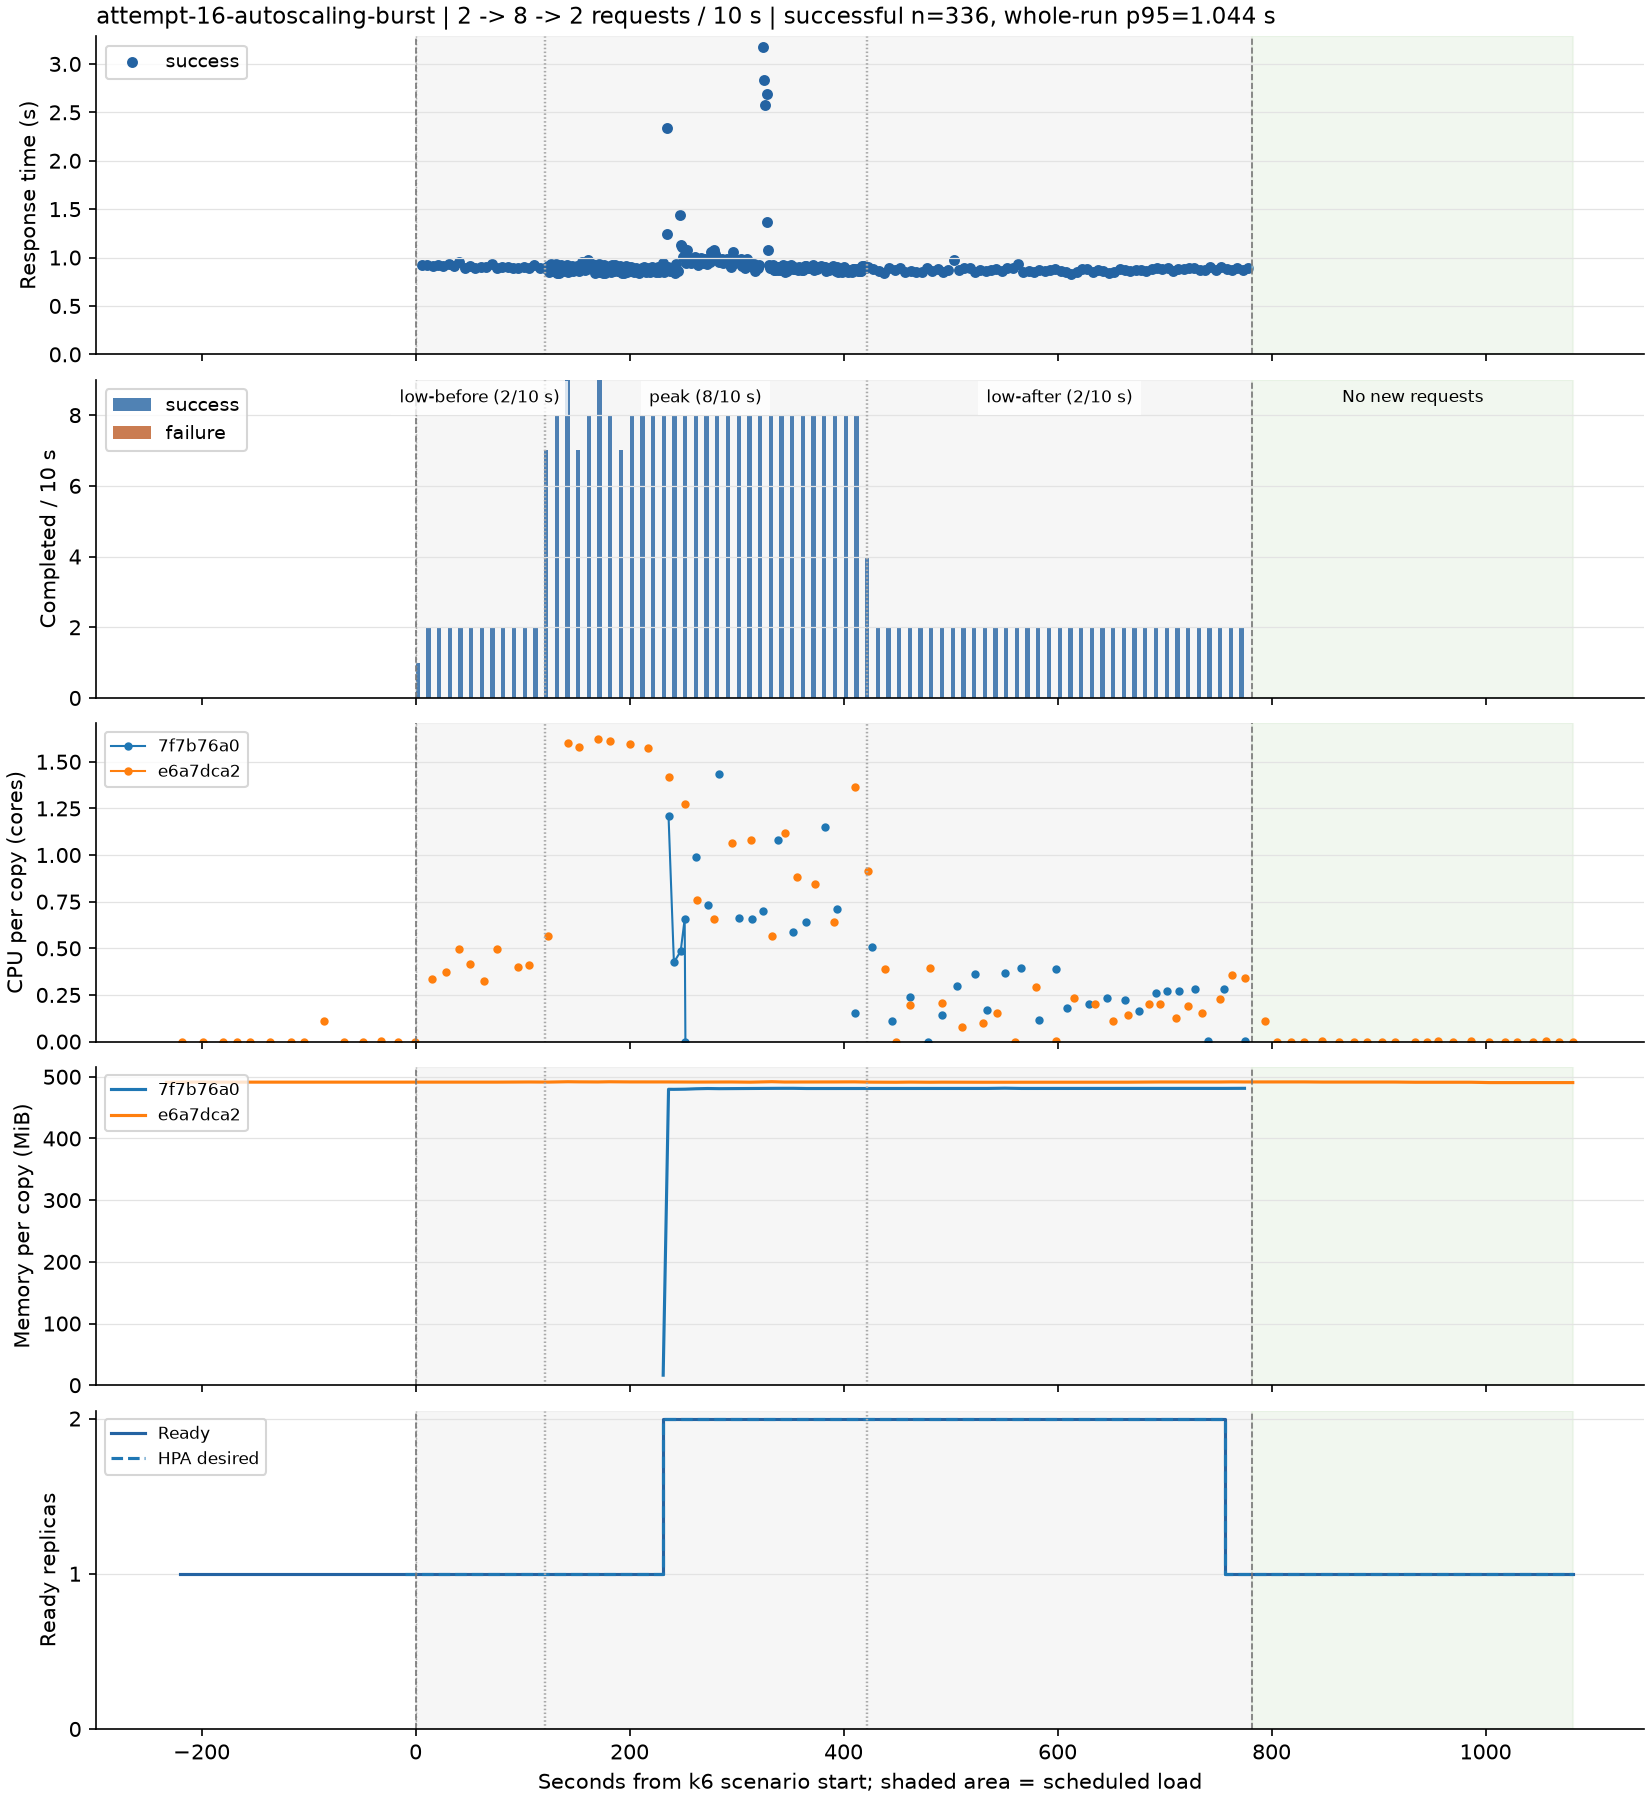 attempt-16-autoscaling-burst | 2 -> 8 -> 2 requests / 10 s | successful n=336, whole-run p95=1.044 s
Response time (s)
3.0
2.5
2.0
1.5
1.0
0.5
0.0
success
Completed / 10 s
8
6
4
2
0
success
failure
low-before (2/10 s)
peak (8/10 s)
low-after (2/10 s)
No new requests
CPU per copy (cores)
1.50
1.25
1.00
0.75
0.50
0.25
0.00
7f7b76a0
e6a7dca2
Memory per copy (MiB)
500
400
300
200
100
0
7f7b76a0
e6a7dca2
Ready replicas
2
1
0
Ready
HPA desired
−200
0
200
400
600
800
1000
Seconds from k6 scenario start; shaded area = scheduled load